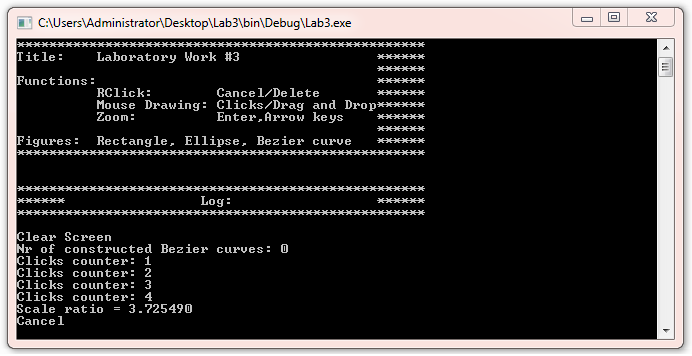 C:\Users\Administrator\Desktop\Lab3\bin\Debug\Lab3.exe
***************************************************
Title:    Laboratory Work #3                 ******
                                             ******
Functions:                                   ******
          RClick:        Cancel/Delete       ******
          Mouse Drawing: Clicks/Drag and Drop******
          Zoom:          Enter,Arrow keys    ******
                                             ******
Figures:  Rectangle, Ellipse, Bezier curve   ******
***************************************************
***************************************************
******                 Log:                  ******
***************************************************
Clear Screen
Nr of constructed Bezier curves: 0
Clicks counter: 1
Clicks counter: 2
Clicks counter: 3
Clicks counter: 4
Scale ratio = 3.725490
Cancel